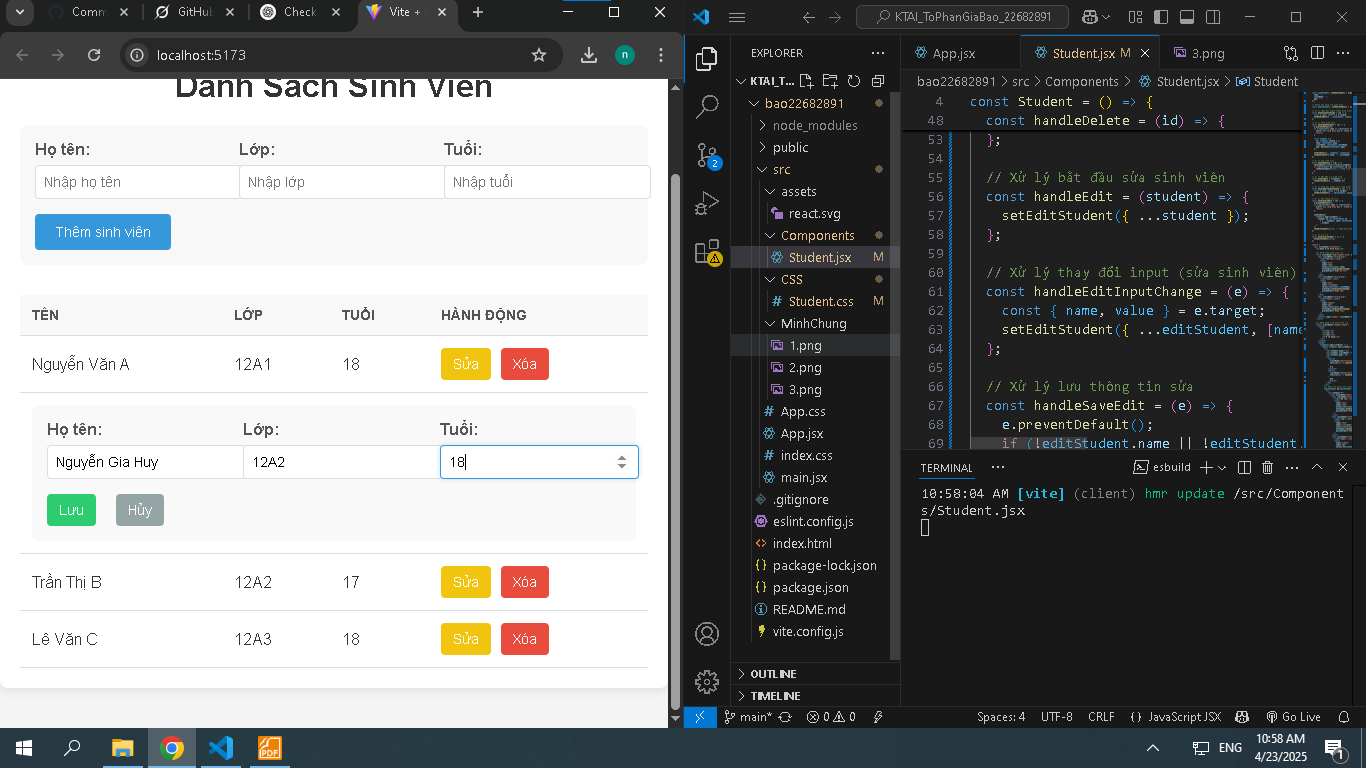 Comm
GitHub
Check
Vite +
localhost:5173
n
Danh Sách Sinh Viên
Họ tên:
Lớp:
Tuổi:
Nhập họ tên
Nhập lớp
Nhập tuổi
Thêm sinh viên
TÊN
LỚP
TUỔI
HÀNH ĐỘNG
Nguyễn Văn A
12A1
18
Sửa
Xóa
Họ tên:
Lớp:
Tuổi:
Nguyễn Gia Huy
12A2
18
Lưu
Hủy
Trần Thị B
12A2
17
Sửa
Xóa
Lê Văn C
12A3
18
Sửa
Xóa
KTAI_ToPhanGiaBao_22682891
EXPLORER
KTAI_T...
bao22682891
node_modules
public
src
assets
react.svg
Components
Student.jsx M
CSS
Student.css M
MinhChung
1.png
2.png
3.png
App.css
App.jsx
index.css
main.jsx
.gitignore
eslint.config.js
index.html
package-lock.json
package.json
README.md
vite.config.js
OUTLINE
TIMELINE
2
App.jsx
Student.jsx M
3.png
bao22682891 > src > Components > Student.jsx > Student
4 const Student = () => {
48 const handleDelete = (id) => {
53 };
54
55 // Xử lý bắt đầu sửa sinh viên
56 const handleEdit = (student) => {
57 setEditStudent({ ...student });
58 };
59
60 // Xử lý thay đổi input (sửa sinh viên)
61 const handleEditInputChange = (e) => {
62 const { name, value } = e.target;
63 setEditStudent({ ...editStudent, [name
64 };
65
66 // Xử lý lưu thông tin sửa
67 const handleSaveEdit = (e) => {
68 e.preventDefault();
69 if (!editStudent.name || !editStudent.
TERMINAL
esbuild
10:58:04 AM [vite] (client) hmr update /src/Component
s/Student.jsx
main*
0
0
Spaces: 4
UTF-8
CRLF
{ } JavaScript JSX
Go Live
PDF
ENG
10:58 AM
4/23/2025
1